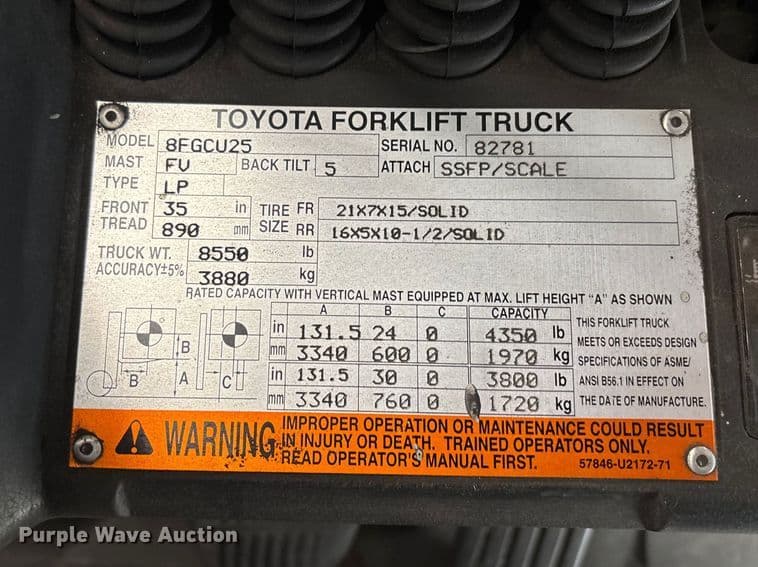 TOYOTA FORKLIFT TRUCK
MODEL 8FGCU25 SERIAL NO. 82781
MAST FV BACK TILT 5 ATTACH SSFP/SCALE
TYPE LP
FRONT TREAD 35 in TIRE SIZE FR 21X7X15/SOLID
890 mm RR 16X5X10-1/2/SOLID
TRUCK WT. 8550 lb
ACCURACY±5% 3880 kg
RATED CAPACITY WITH VERTICAL MAST EQUIPPED AT MAX. LIFT HEIGHT "A" AS SHOWN
A B C CAPACITY
in 131.5 24 0 4350 lb
mm 3340 600 0 1970 kg
in 131.5 30 0 3800 lb
mm 3340 760 0 1720 kg
B B A C
THIS FORKLIFT TRUCK
MEETS OR EXCEEDS DESIGN
SPECIFICATIONS OF ASME/
ANSI B56.1 IN EFFECT ON
THE DATE OF MANUFACTURE.
WARNING
IMPROPER OPERATION OR MAINTENANCE COULD RESULT
IN INJURY OR DEATH. TRAINED OPERATORS ONLY.
READ OPERATOR'S MANUAL FIRST. 57846-U2172-71
Purple Wave Auction